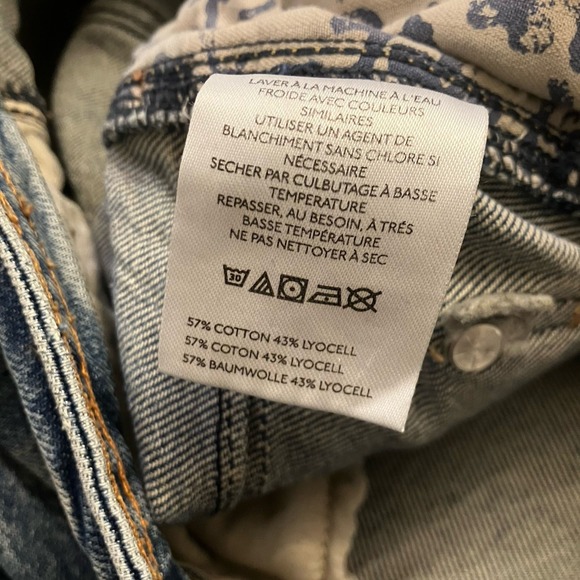 LAVER À LA MACHINE À L'EAU
FROIDE AVEC COULEURS
SIMILAIRES
UTILISER UN AGENT DE
BLANCHIMENT SANS CHLORE SI
NÉCESSAIRE
SECHER PAR CULBUTAGE À BASSE
TEMPERATURE
REPASSER, AU BESOIN, À TRÉS
BASSE TEMPÉRATURE
NE PAS NETTOYER À SEC
30
57% COTTON 43% LYOCELL
57% COTON 43% LYOCELL
57% BAUMWOLLE 43% LYOCELL